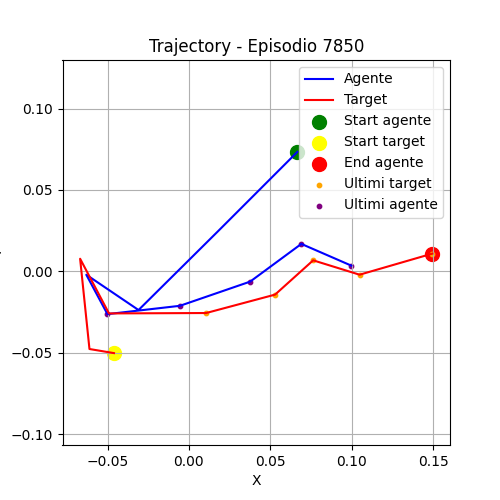 Trajectory - Episodio 7850
Agente
Target
Start agente
Start target
End agente
Ultimi target
Ultimi agente
0.10
0.05
0.00
−0.05
−0.10
−0.05
0.00
0.05
0.10
0.15
X